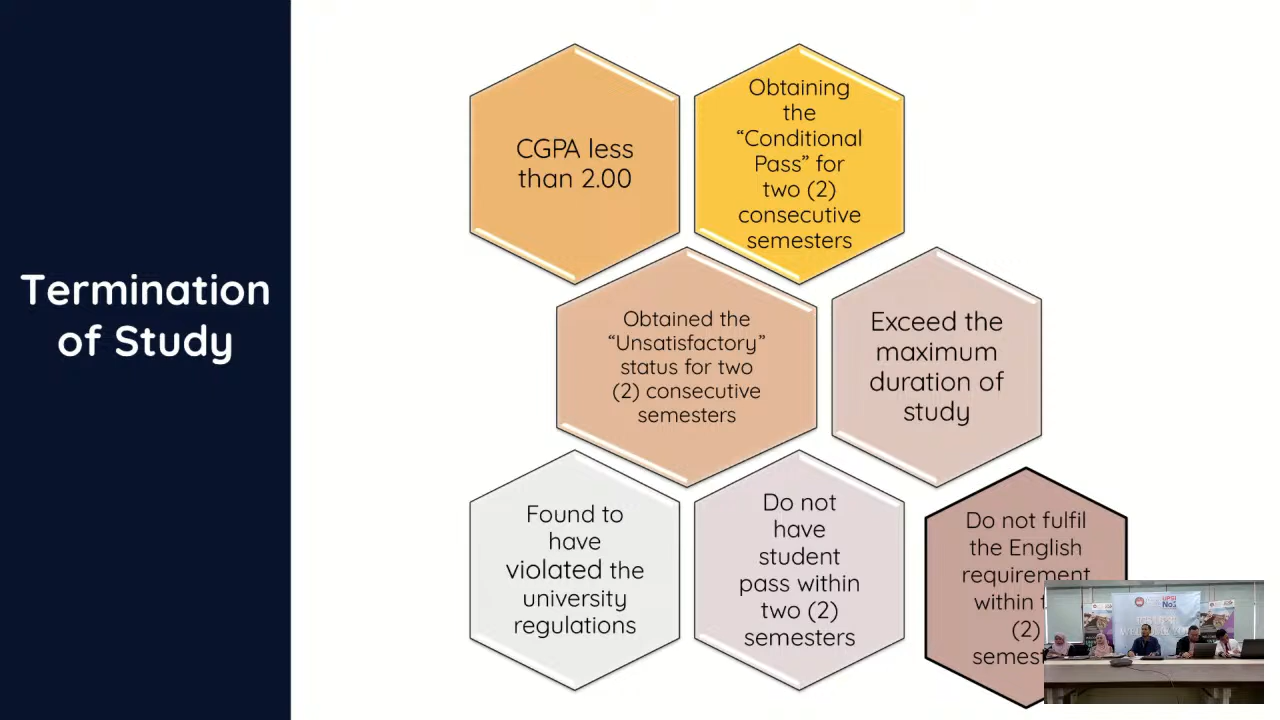 Termination
of Study
CGPA less
than 2.00
Obtaining
the
“Conditional
Pass” for
two (2)
consecutive
semesters
Obtained the
“Unsatisfactory”
status for two
(2) consecutive
semesters
Exceed the
maximum
duration of
study
Found to
have
violated the
university
regulations
Do not
have
student
pass within
two (2)
semesters
Do not fulfil
the English
requirement
within
(2)
UPSI
No1